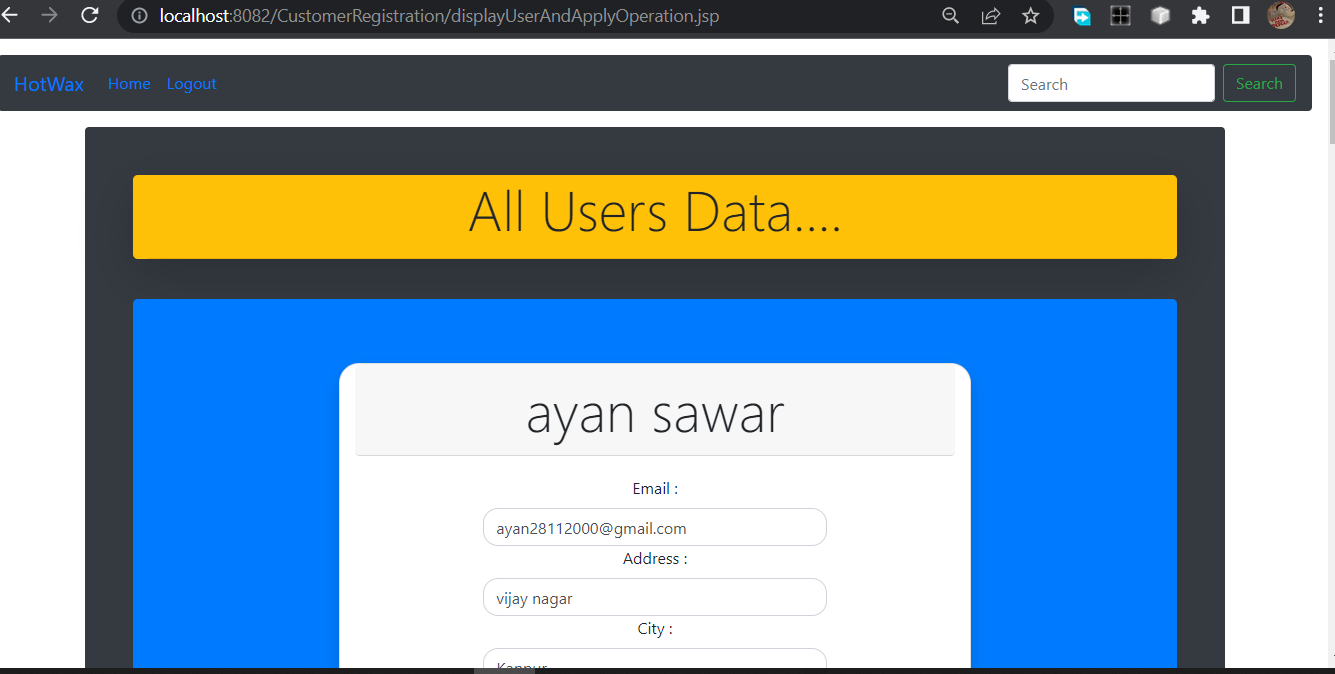 localhost:8082/CustomerRegistration/displayUserAndApplyOperation.jsp
HotWax Home Logout Search Search
All Users Data....
ayan sawar
Email :
ayan28112000@gmail.com
Address :
vijay nagar
City :
Kanpur